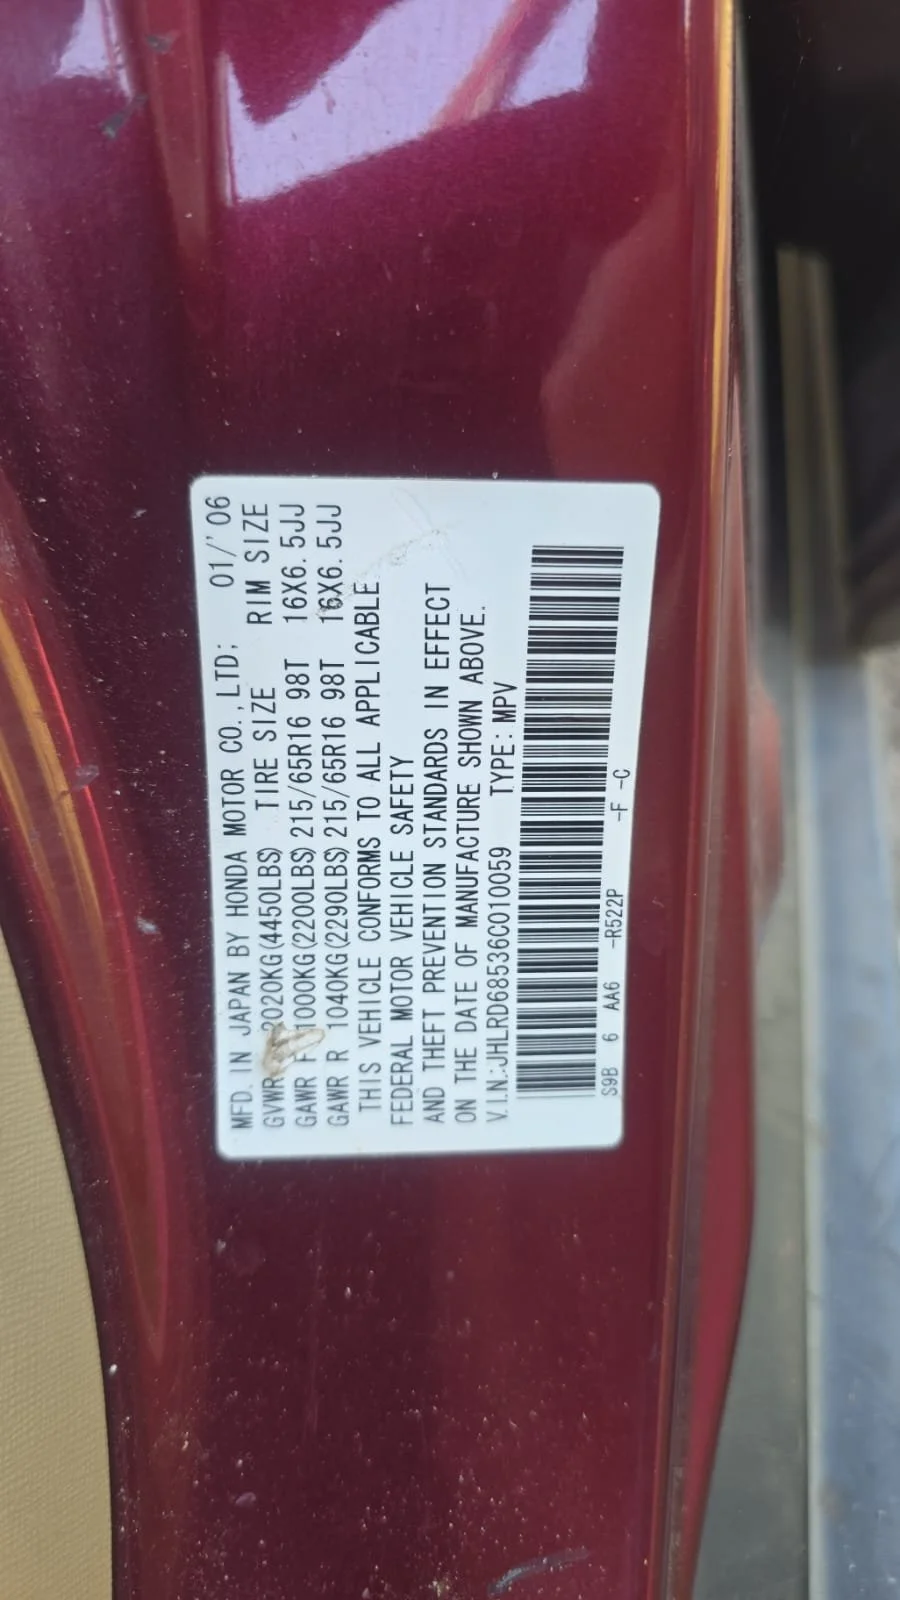 MFD. IN JAPAN BY HONDA MOTOR CO.,LTD; 01/'06
GVWR 2020KG(4450LBS) TIRE SIZE RIM SIZE
GAWR F 1000KG(2200LBS) 215/65R16 98T 16X6.5JJ
GAWR R 1040KG(2290LBS) 215/65R16 98T 16X6.5JJ
THIS VEHICLE CONFORMS TO ALL APPLICABLE
FEDERAL MOTOR VEHICLE SAFETY
AND THEFT PREVENTION STANDARDS IN EFFECT
ON THE DATE OF MANUFACTURE SHOWN ABOVE.
V.I.N.:JHLRD68536C010059 TYPE: MPV
S9B 6 AA6 -R522P -F -C